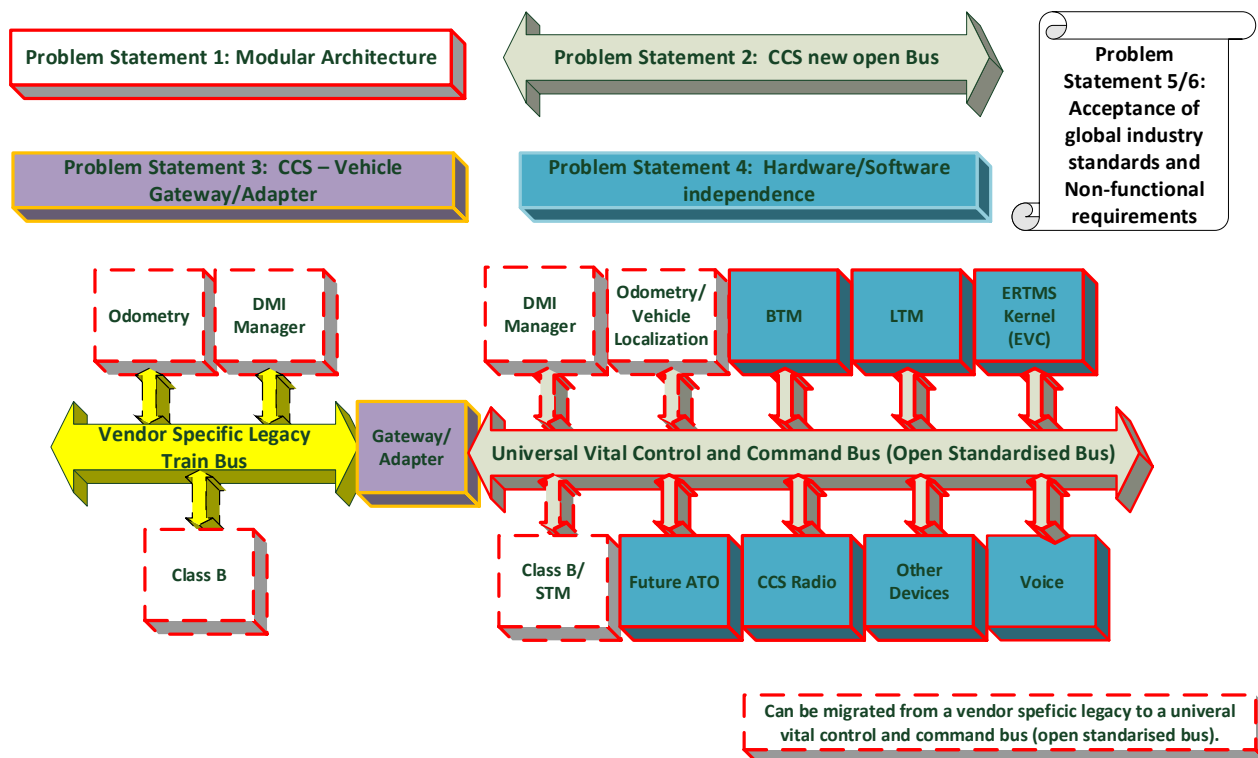 Problem Statement 1: Modular Architecture
Problem Statement 2:  CCS new open Bus
Problem
Statement 5/6:
Acceptance of
global industry
standards and
Non-functional
requirements
Problem Statement 3:  CCS – Vehicle
Gateway/Adapter
Problem Statement 4:  Hardware/Software
independence
Odometry
DMI
Manager
DMI
Manager
Odometry/
Vehicle
Localization
BTM
LTM
ERTMS
Kernel
(EVC)
Vendor Specific Legacy
Train Bus
Gateway/
Adapter
Universal Vital Control and Command Bus (Open Standardised Bus)
Class B
Class B/
STM
Future ATO
CCS Radio
Other
Devices
Voice
Can be migrated from a vendor speficic legacy to a univeral
vital control and command bus (open standarised bus).